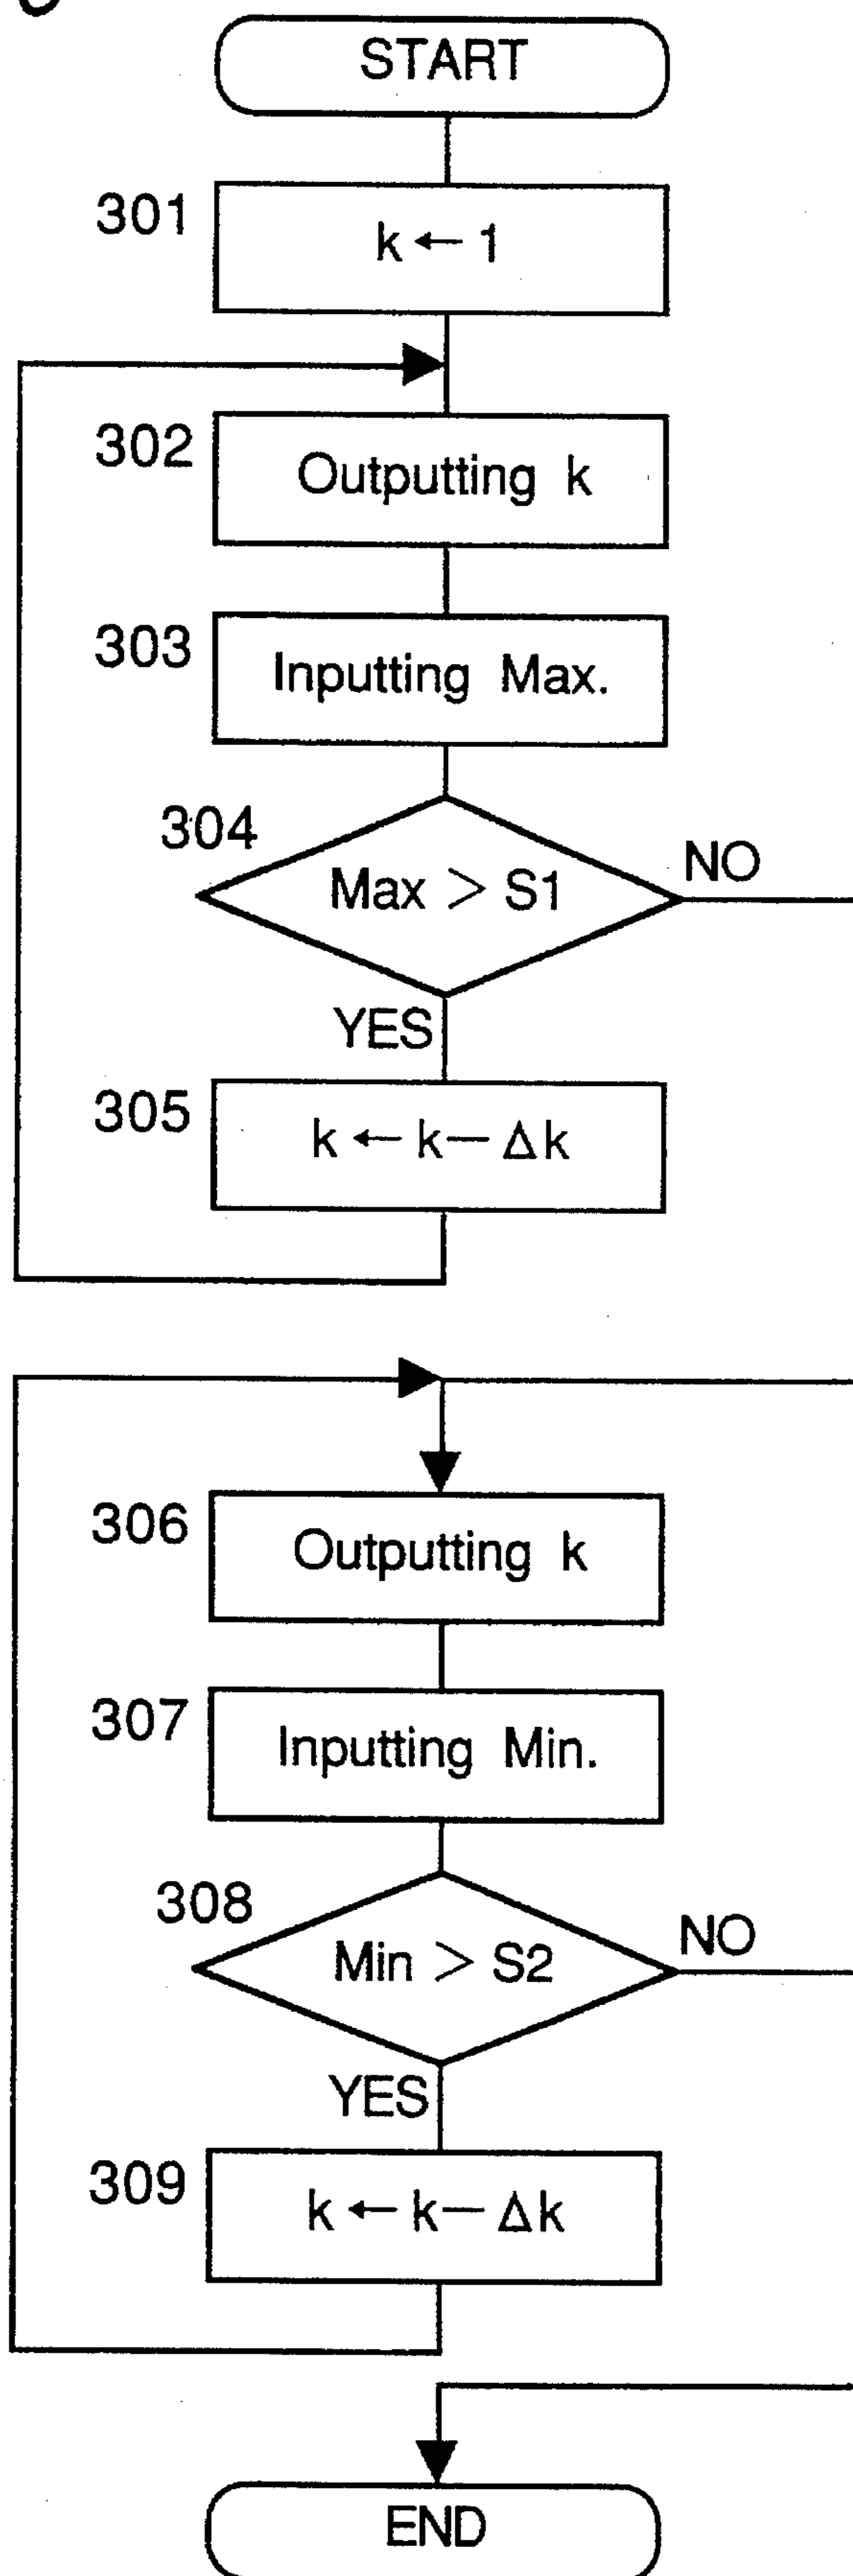 START
301
k ← 1
302
Outputting k
303
Inputting Max.
304
Max > S1
NO
YES
305
k ← k — Δk
306
Outputting k
307
Inputting Min.
308
Min > S2
NO
YES
309
k ← k — Δk
END